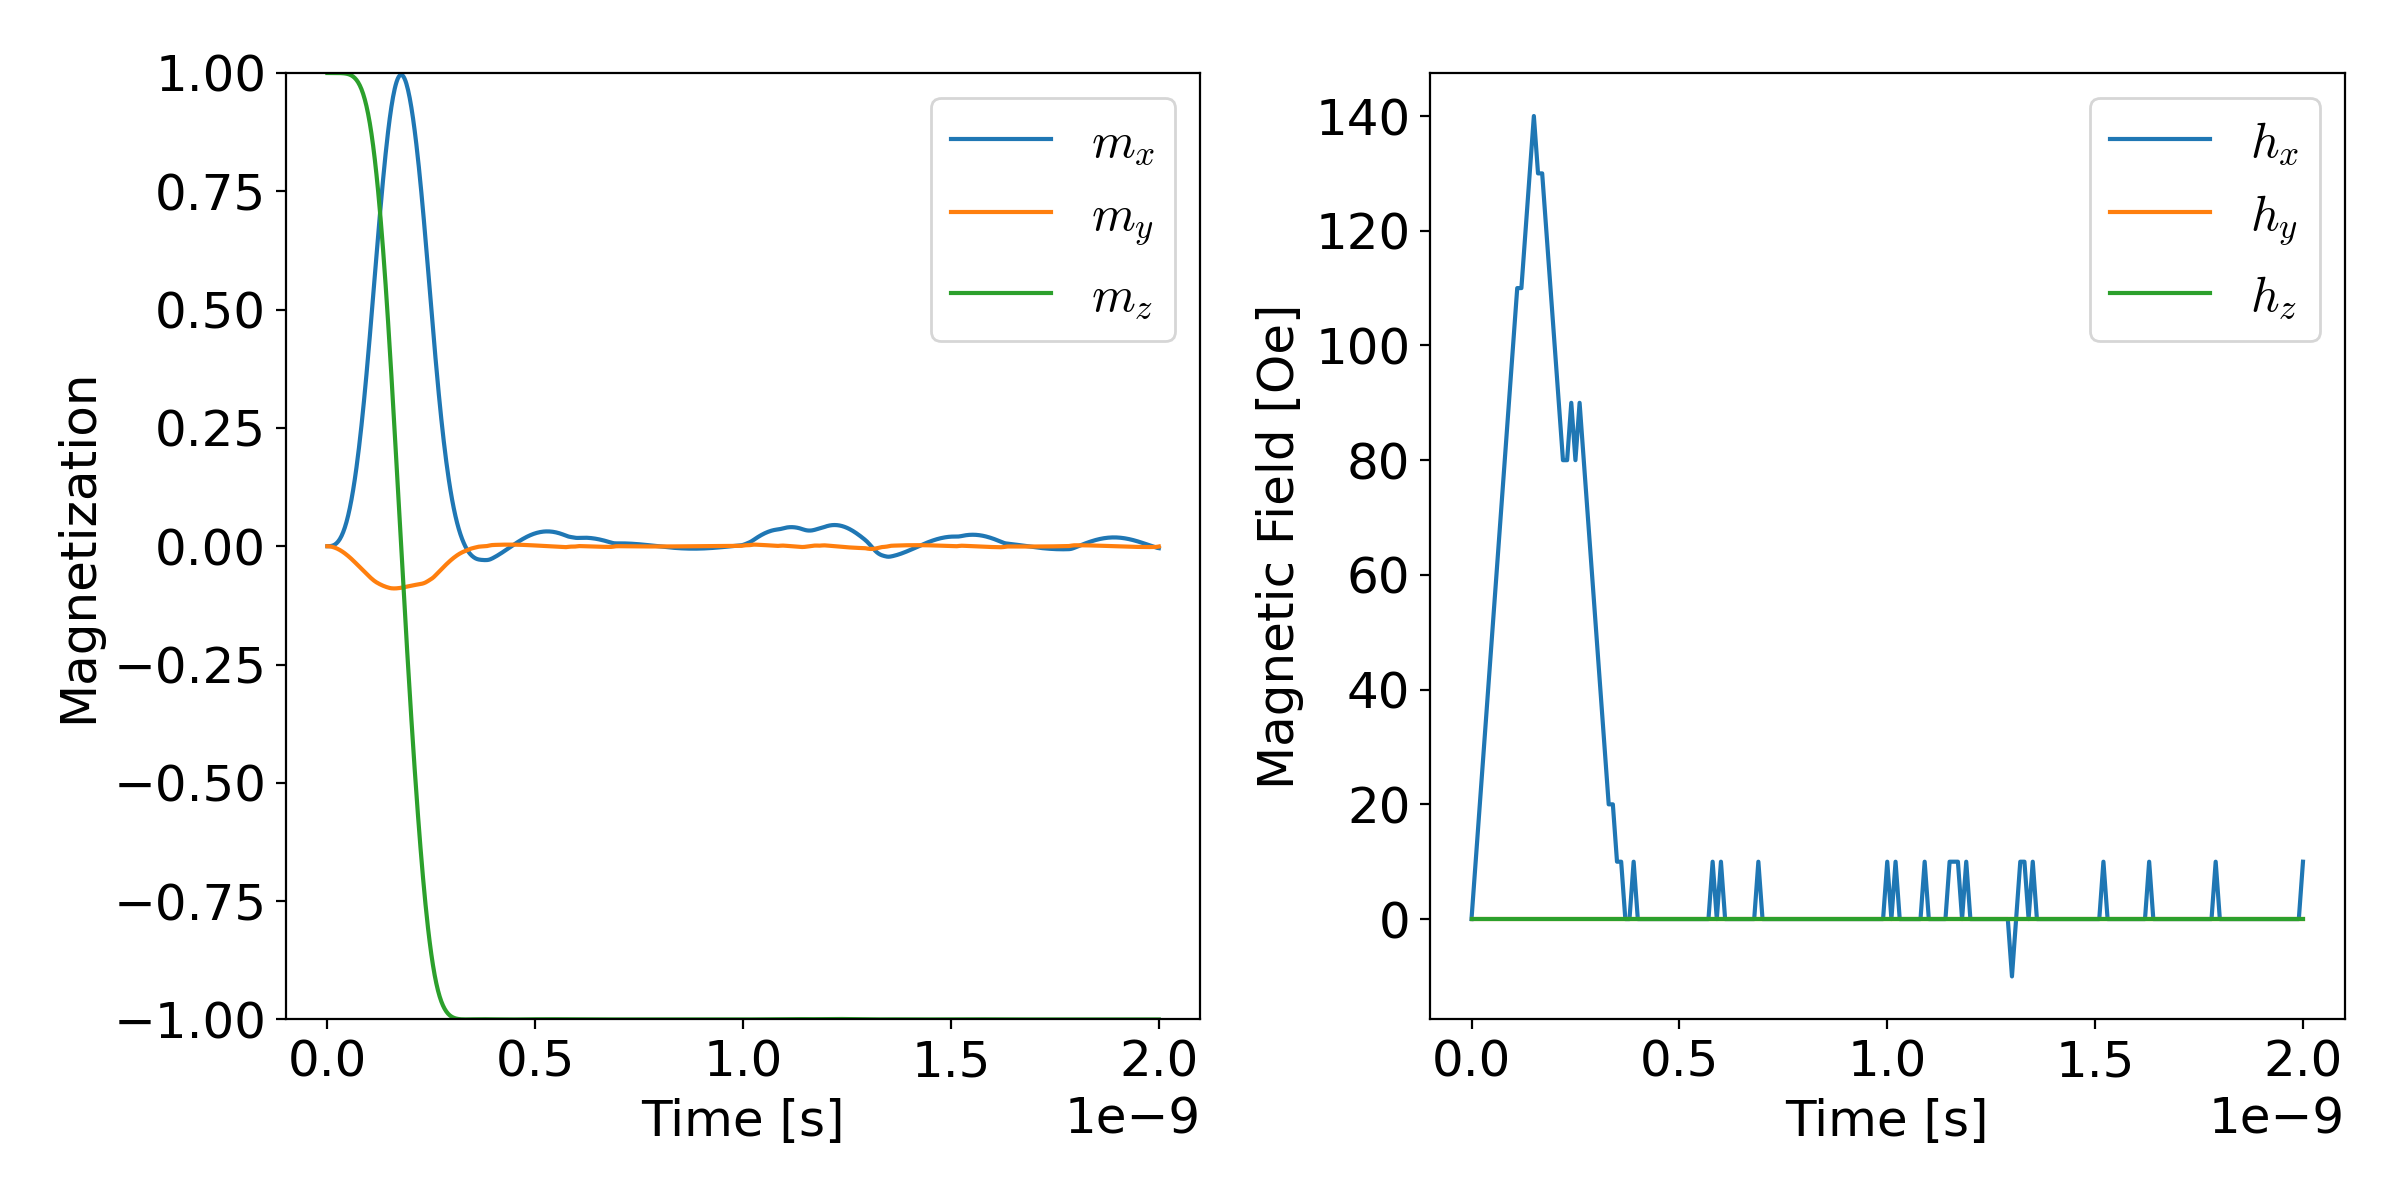 1.00
0.75
0.50
0.25
0.00
−0.25
−0.50
−0.75
−1.00
Magnetization
0.0 0.5 1.0 1.5 2.0
Time [s]
1e−9
m_x
m_y
m_z
140
120
100
80
60
40
20
0
Magnetic Field [Oe]
0.0 0.5 1.0 1.5 2.0
Time [s]
1e−9
h_x
h_y
h_z